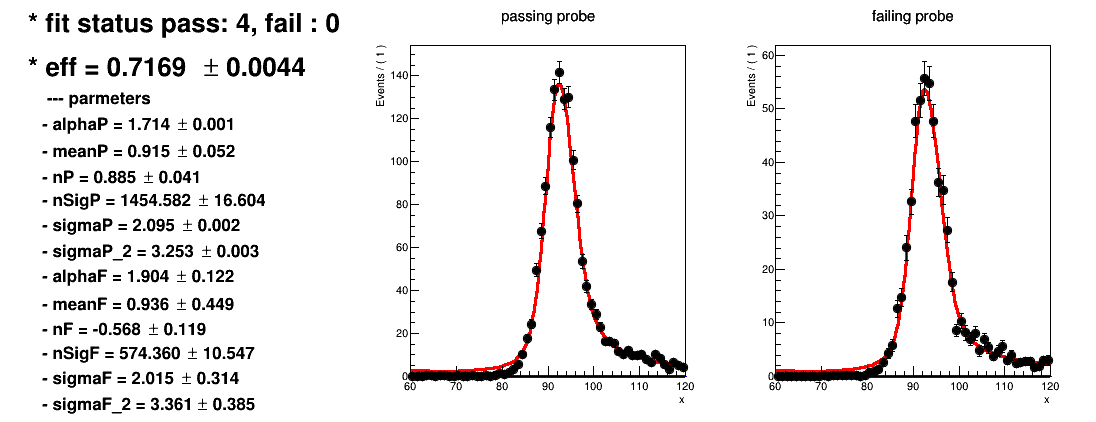 * fit status pass: 4, fail : 0
* eff = 0.7169 ± 0.0044
--- parmeters
- alphaP = 1.714 ± 0.001
- meanP = 0.915 ± 0.052
- nP = 0.885 ± 0.041
- nSigP = 1454.582 ± 16.604
- sigmaP = 2.095 ± 0.002
- sigmaP_2 = 3.253 ± 0.003
- alphaF = 1.904 ± 0.122
- meanF = 0.936 ± 0.449
- nF = -0.568 ± 0.119
- nSigF = 574.360 ± 10.547
- sigmaF = 2.015 ± 0.314
- sigmaF_2 = 3.361 ± 0.385
passing probe
Events / ( 1 )
140
120
100
80
60
40
20
0
60 70 80 90 100 110 120
x
failing probe
Events / ( 1 )
60
50
40
30
20
10
0
60 70 80 90 100 110 120
x